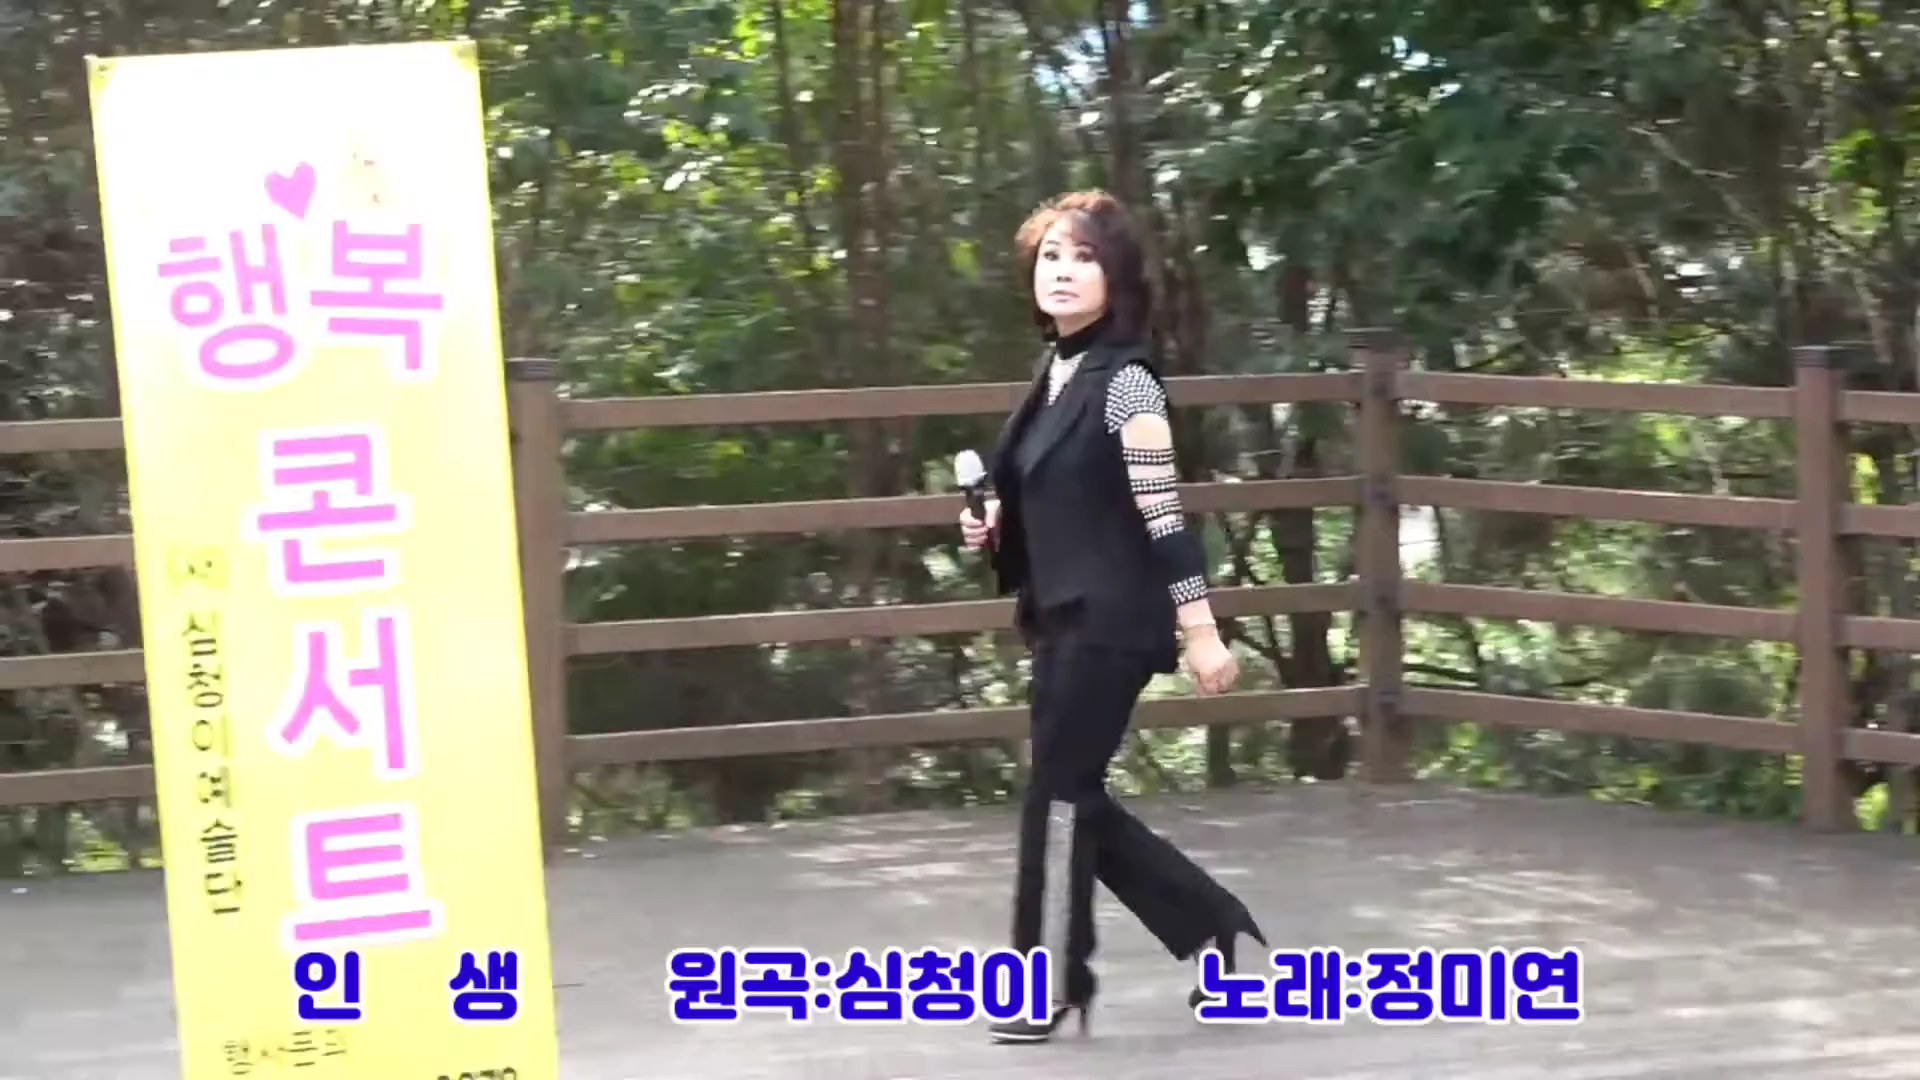 행복
콘서트
심청이예술단
인 생 원곡:심청이 노래:정미연